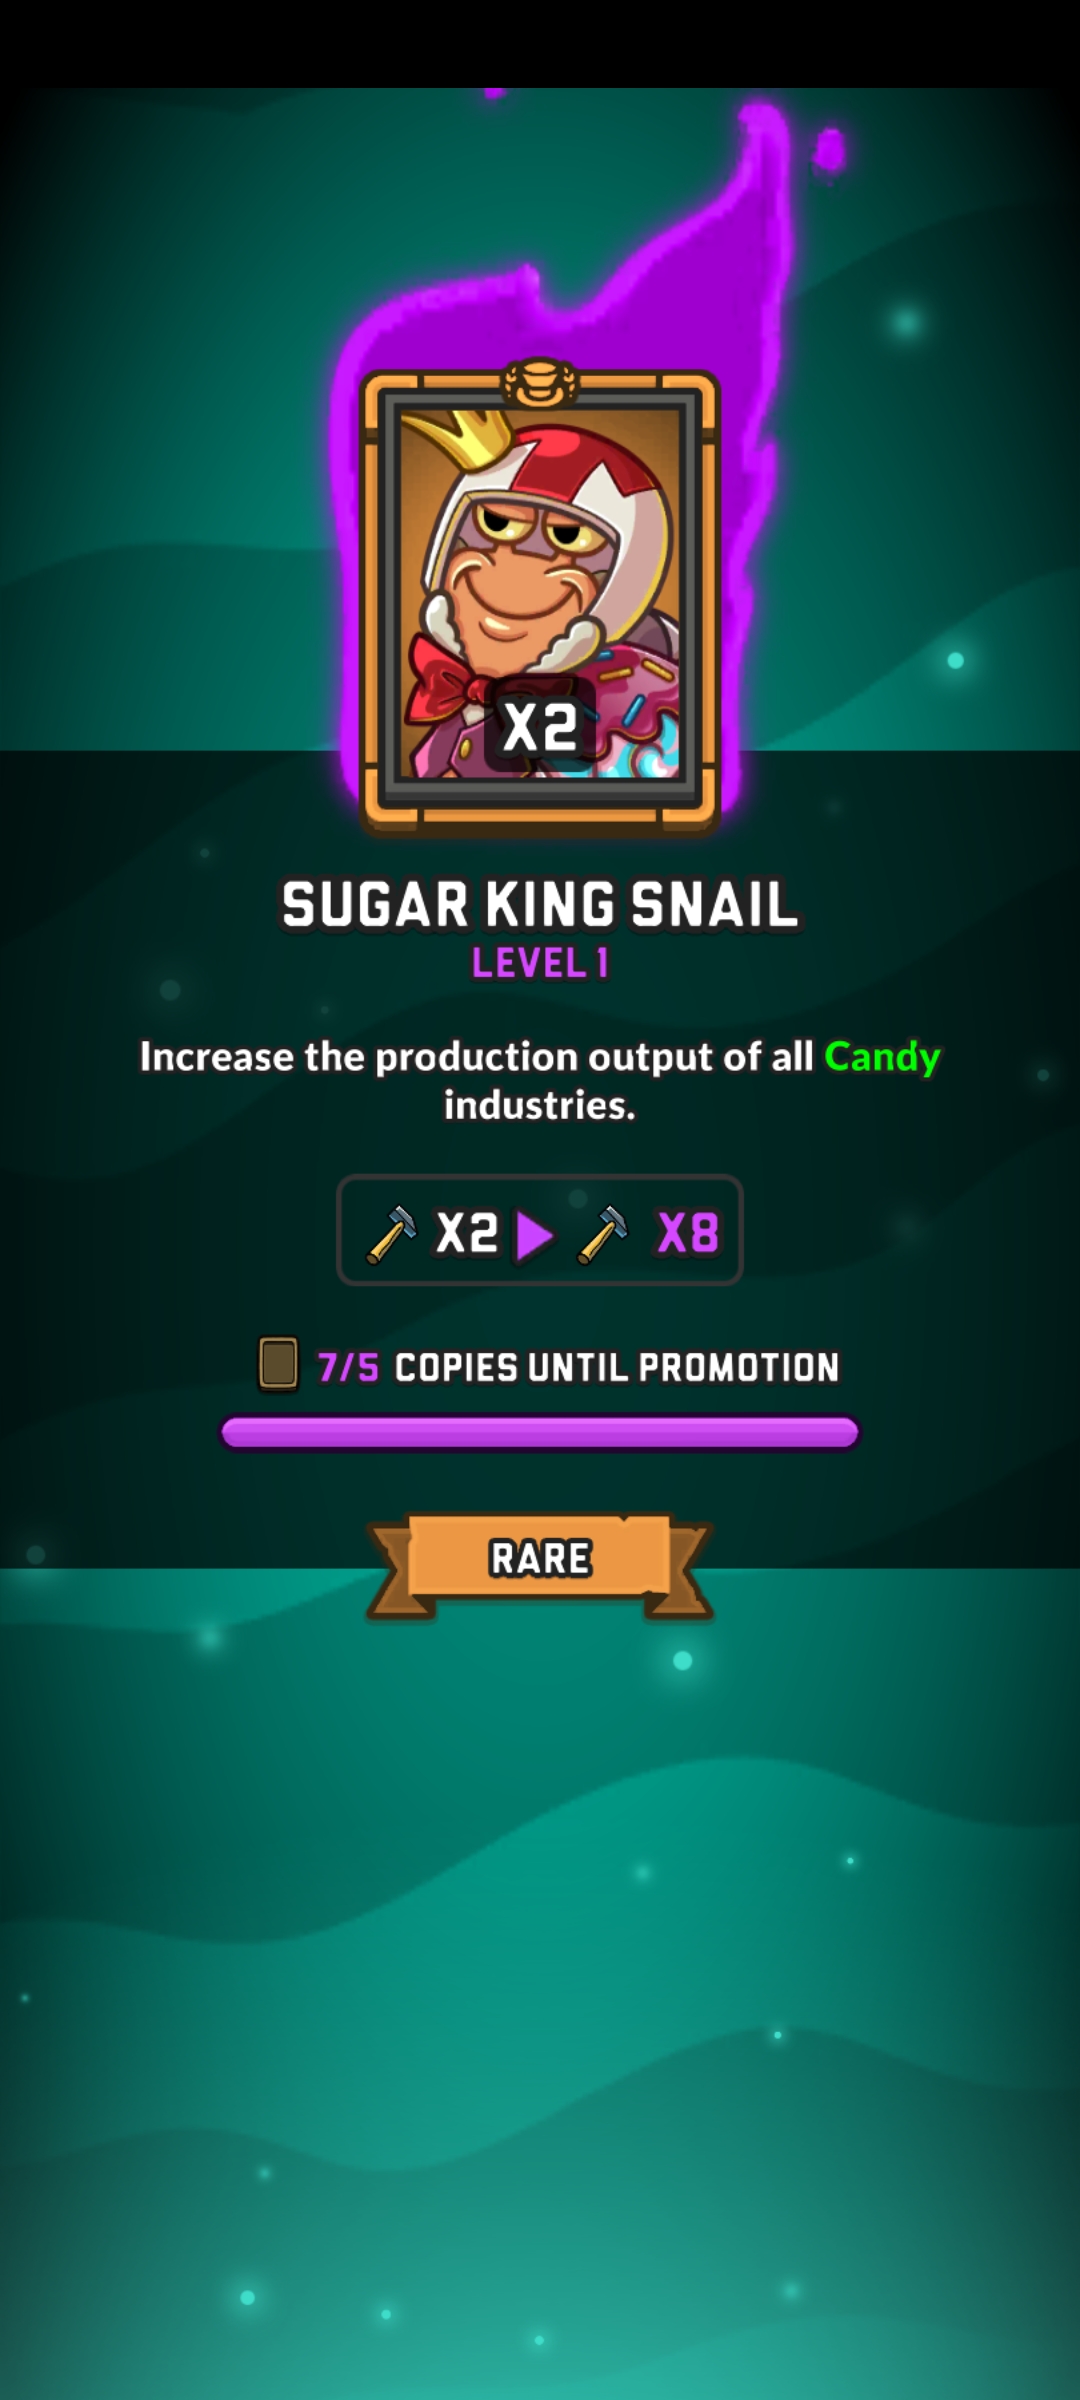 X2
SUGAR KING SNAIL
LEVEL 1
Increase the production output of all Candy
industries.
X2 X8
7/5 COPIES UNTIL PROMOTION
RARE